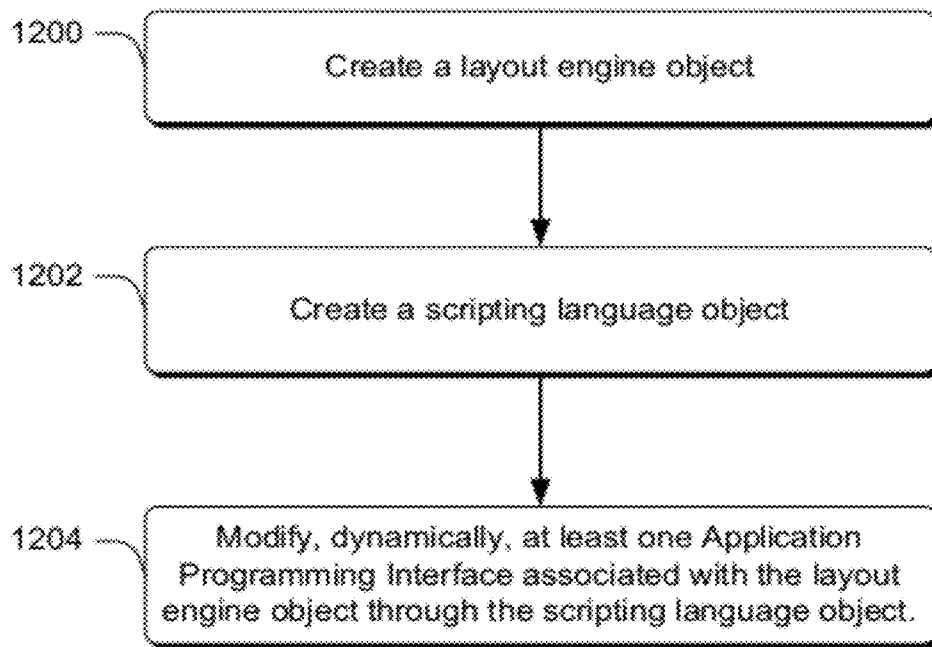 1200
Create a layout engine object
1202
Create a scripting language object
1204
Modify, dynamically, at least one Application
Programming Interface associated with the layout
engine object through the scripting language object.